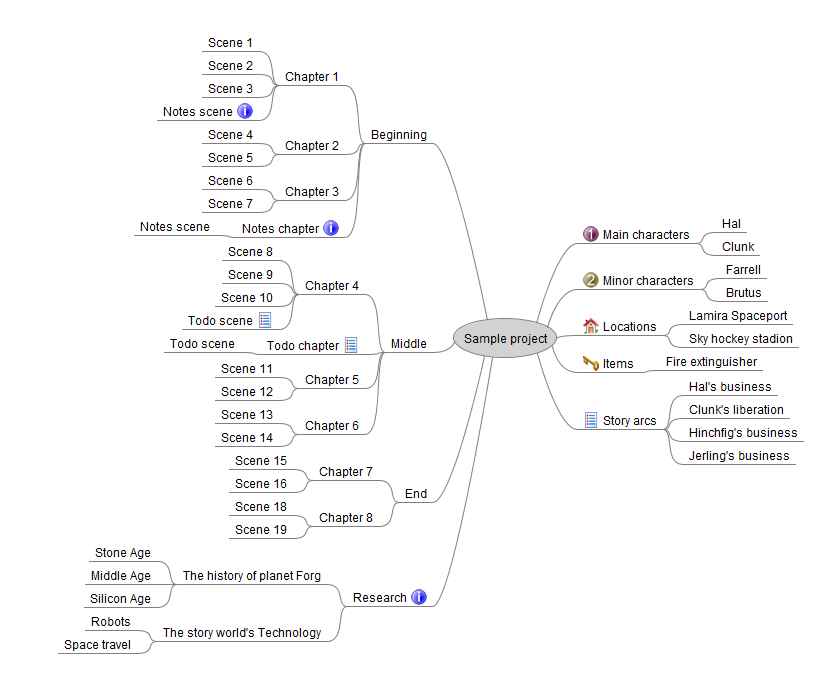 Sample project
Beginning
Chapter 1
Scene 1
Scene 2
Scene 3
Notes scene
Chapter 2
Scene 4
Scene 5
Chapter 3
Scene 6
Scene 7
Notes chapter
Notes scene
Middle
Chapter 4
Scene 8
Scene 9
Scene 10
Todo scene
Todo chapter
Todo scene
Chapter 5
Scene 11
Scene 12
Chapter 6
Scene 13
Scene 14
End
Chapter 7
Scene 15
Scene 16
Chapter 8
Scene 18
Scene 19
Research
The history of planet Forg
Stone Age
Middle Age
Silicon Age
The story world's Technology
Robots
Space travel
1 Main characters
Hal
Clunk
2 Minor characters
Farrell
Brutus
Locations
Lamira Spaceport
Sky hockey stadion
Items
Fire extinguisher
Story arcs
Hal's business
Clunk's liberation
Hinchfig's business
Jerling's business